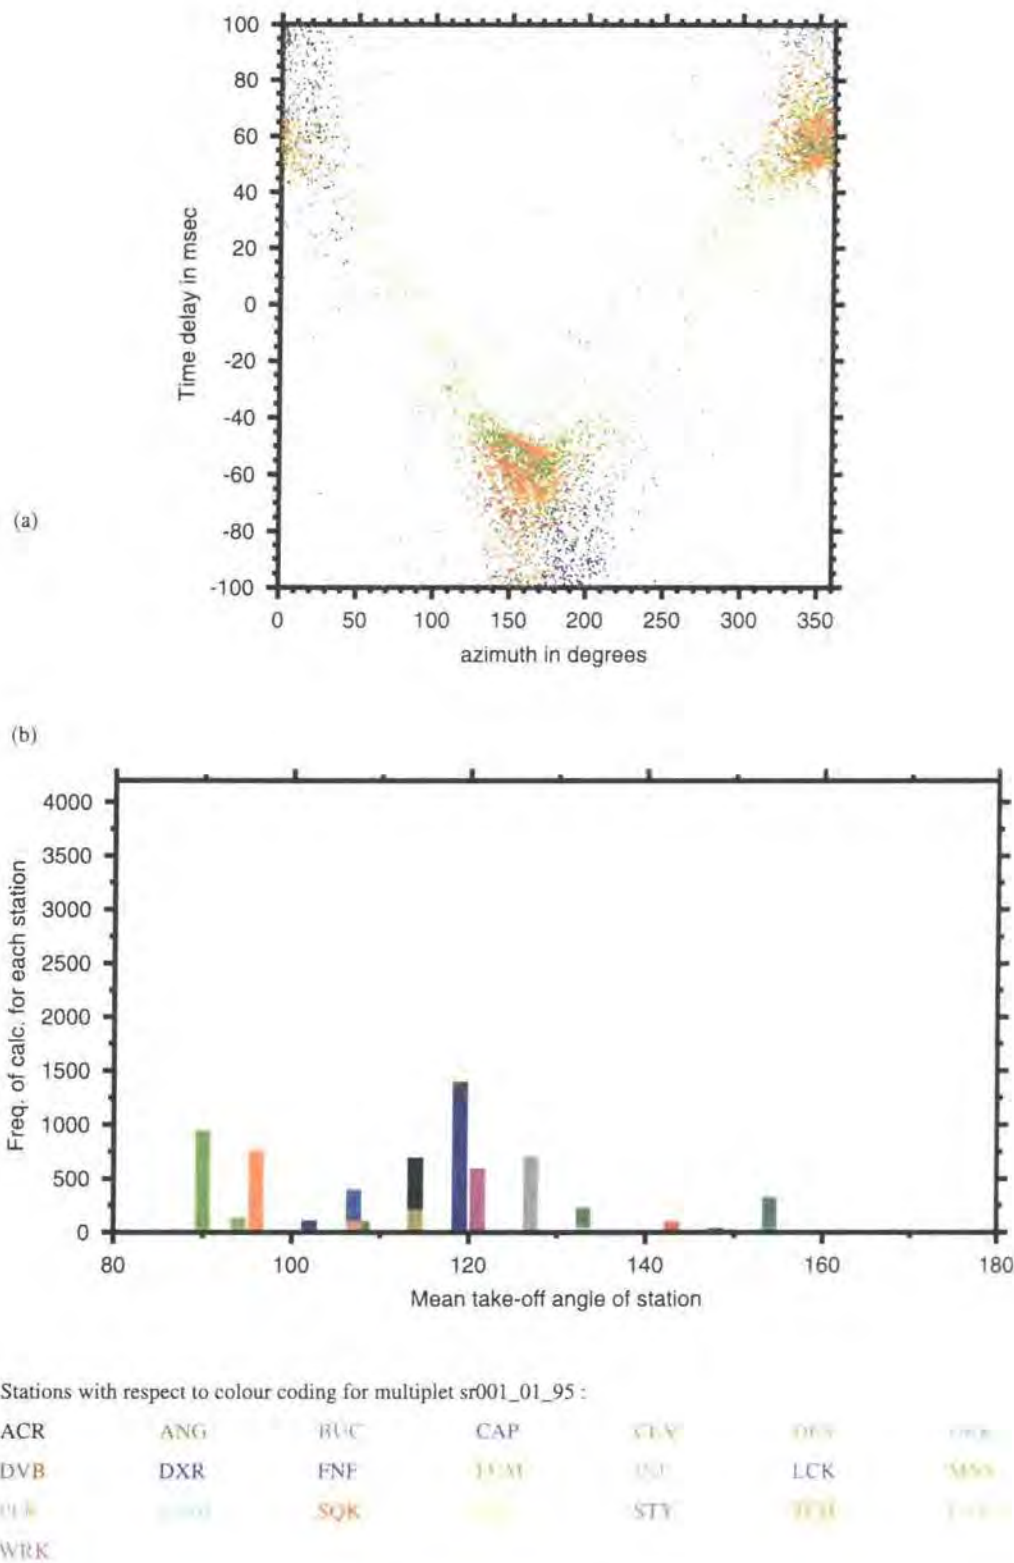 100
80
60
40
20
0
-20
-40
-60
-80
-100
Time delay in msec
0 50 100 150 200 250 300 350
azimuth in degrees
(a)
(b)
4000
3500
3000
2500
2000
1500
1000
500
0
Freq. of calc. for each station
80 100 120 140 160 180
Mean take-off angle of station
Stations with respect to colour coding for multiplet sr001_01_95 :
ACR ANG BUC CAP
DVB DXR FNF LCK
SQK STY
WRK